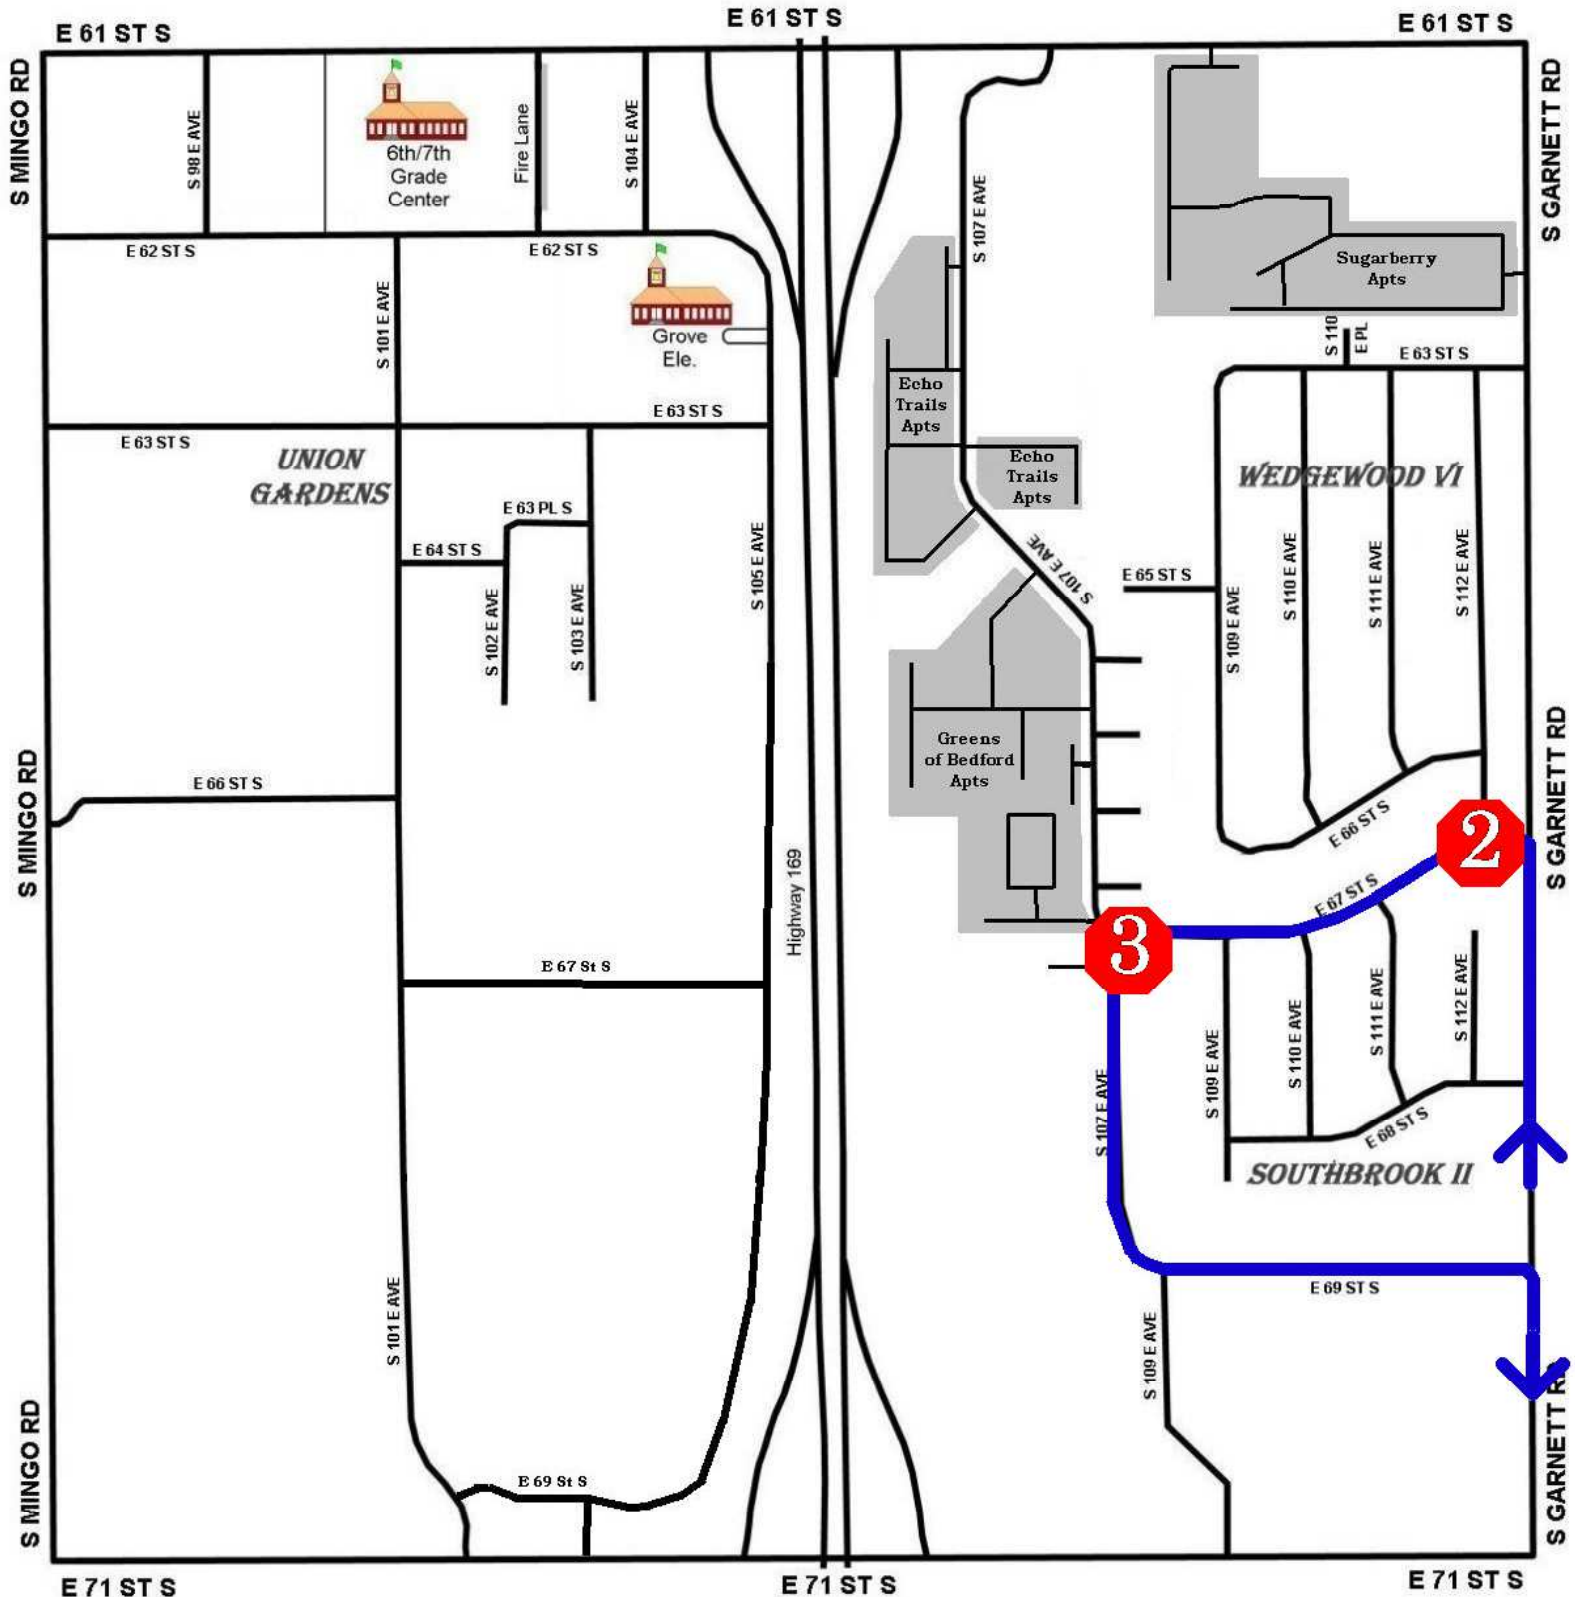 E 61 ST S
E 61 ST S
E 61 ST S
S MINGO RD
S 98 E AVE
6th/7th
Grade
Center
Fire Lane
S 104 E AVE
S 107 E AVE
S GARNETT RD
E 62 ST S
E 62 ST S
Sugarberry
Apts
S 101 E AVE
Grove
Ele.
S 110
E PL
E 63 ST S
Echo
Trails
Apts
E 63 ST S
E 63 ST S
UNION
GARDENS
Echo
Trails
Apts
WEDGEWOOD VI
E 63 PL S
E 64 ST S
S 105 E AVE
S 107 E AVE
E 65 ST S
S 102 E AVE
S 103 E AVE
S 109 E AVE
S 110 E AVE
S 111 E AVE
S 112 E AVE
Greens
of Bedford
Apts
S MINGO RD
E 66 ST S
S GARNETT RD
E 66 ST S
2
Highway 169
E 67 ST S
3
E 67 St S
S 107 E AVE
S 109 E AVE
S 110 E AVE
S 111 E AVE
S 112 E AVE
E 68 ST S
SOUTHBROOK II
S 101 E AVE
E 69 ST S
S 109 E AVE
S MINGO RD
E 69 St S
S GARNETT RD
E 71 ST S
E 71 ST S
E 71 ST S